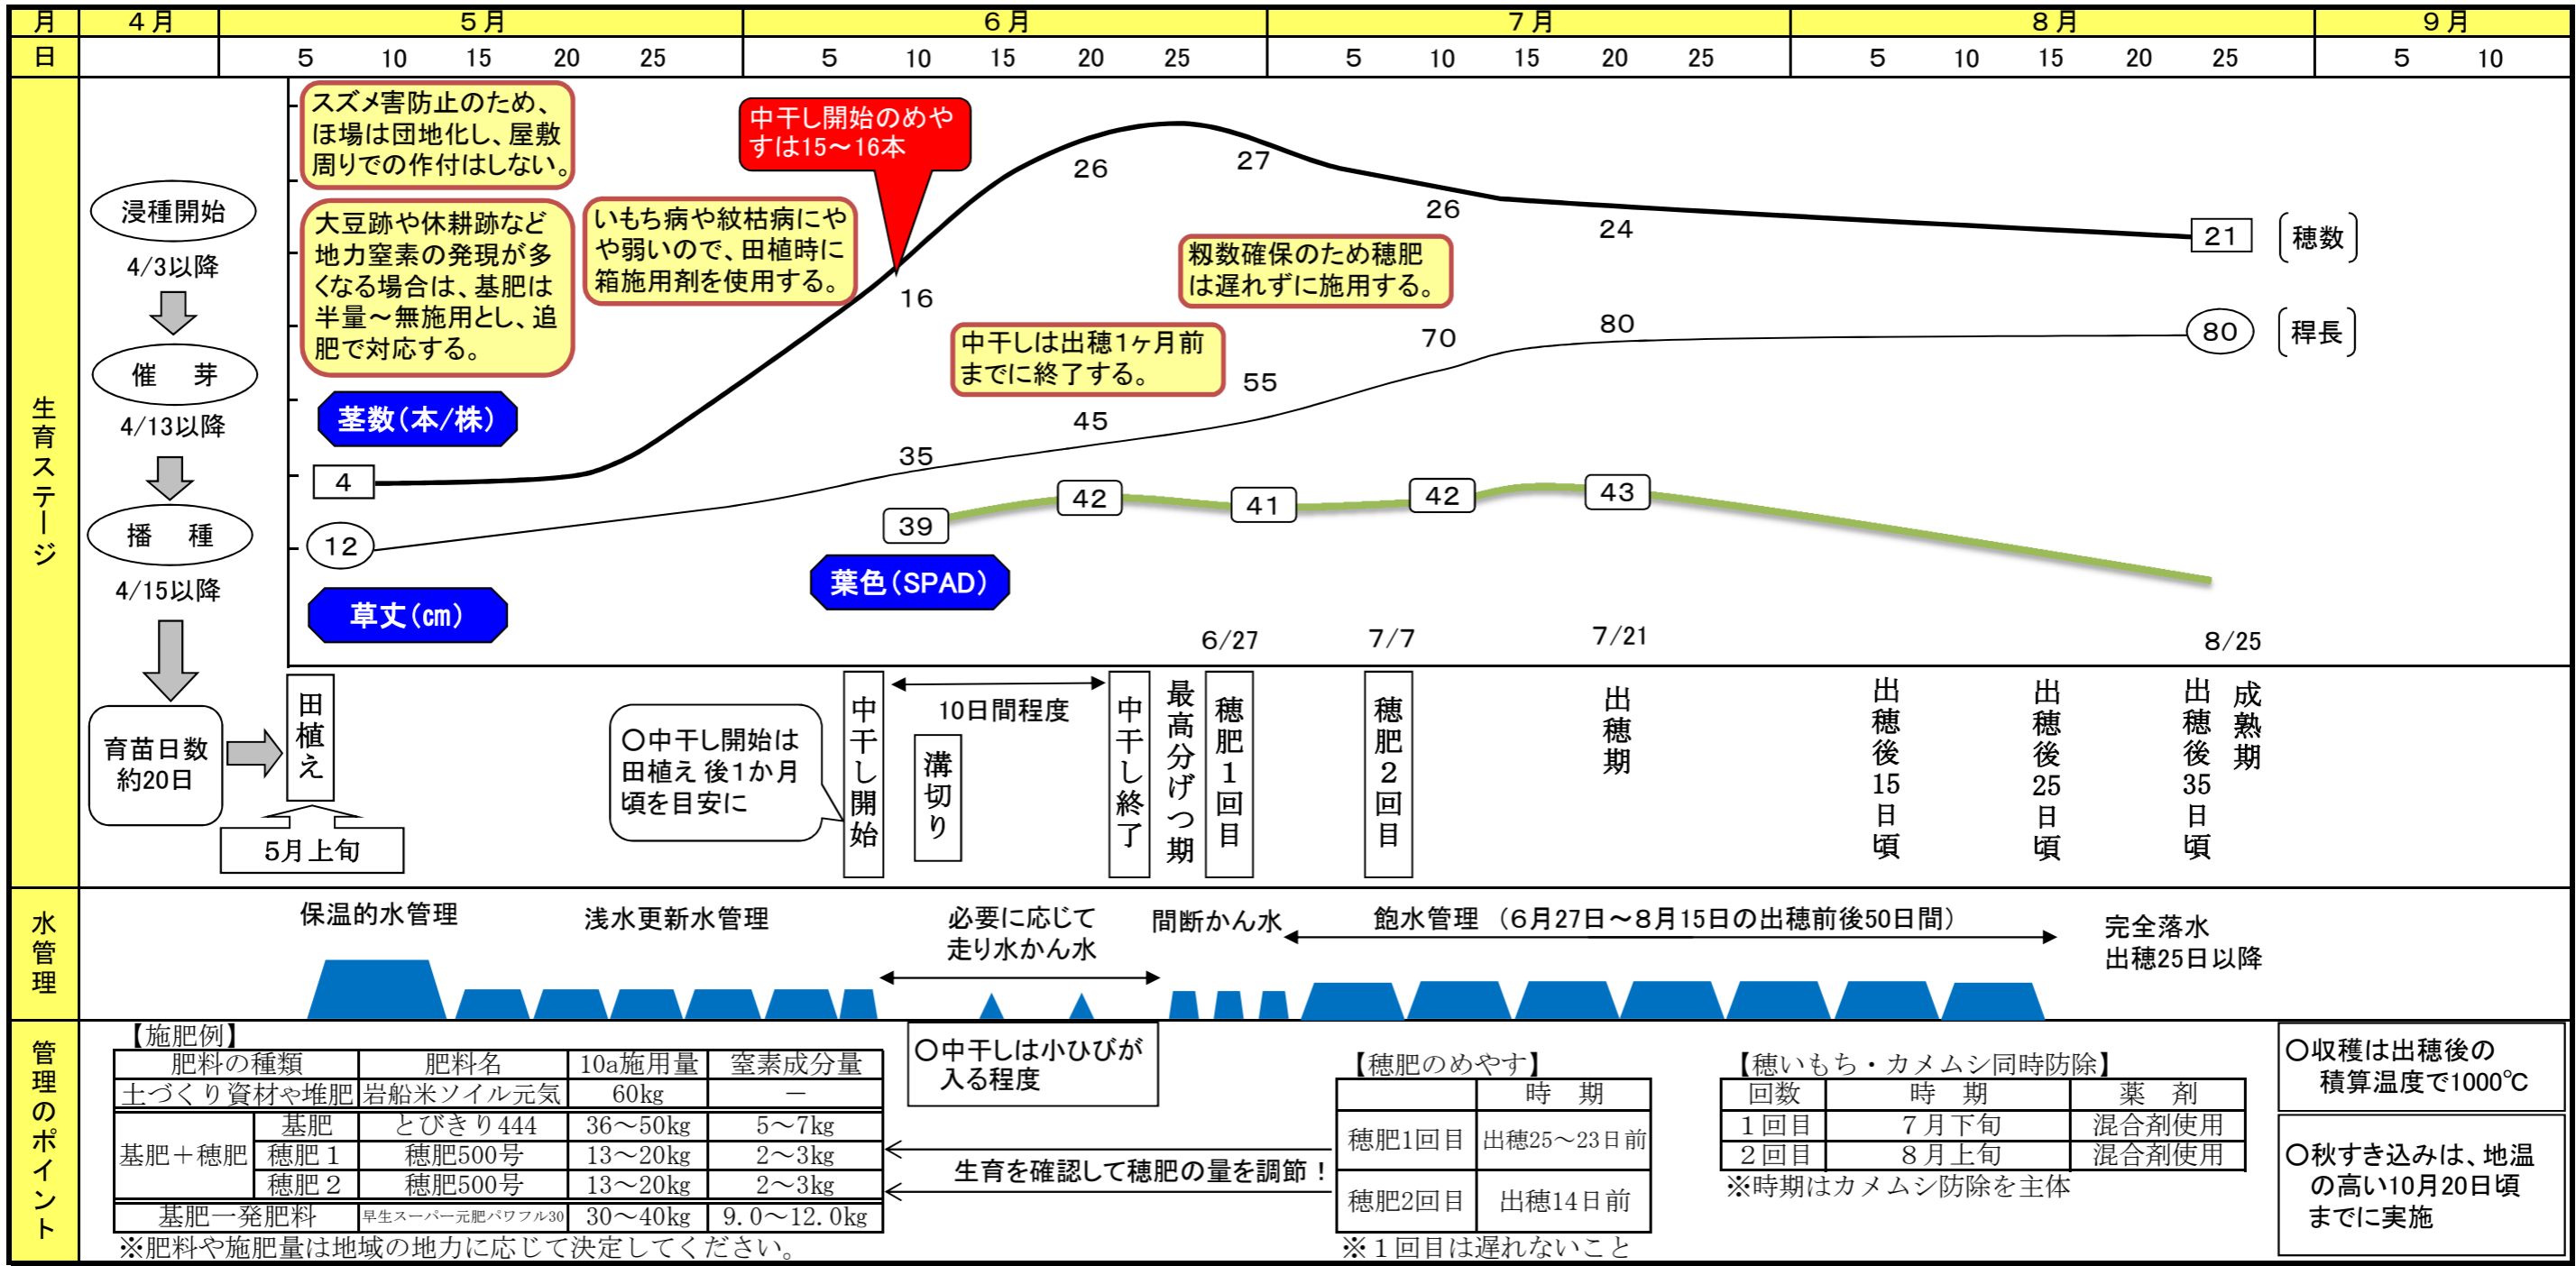 月 4月 5月 6月 7月 8月 9月
日 5 10 15 20 25 5 10 15 20 25 5 10 15 20 25 5 10 15 20 25 5 10
生育ステージ
浸種開始
4/3以降
催　芽
4/13以降
播　種
4/15以降
育苗日数
約20日
スズメ害防止のため、
ほ場は団地化し、屋敷
周りでの作付はしない。
大豆跡や休耕跡など
地力窒素の発現が多
くなる場合は、基肥は
半量～無施用とし、追
肥で対応する。
いもち病や紋枯病にや
や弱いので、田植時に
箱施用剤を使用する。
中干し開始のめや
すは15～16本
籾数確保のため穂肥
は遅れずに施用する。
中干しは出穂1ヶ月前
までに終了する。
茎数(本/株)
4 16 26 27 26 24 21 〔穂数〕
草丈(㎝)
12 35 45 55 70 80 80 〔稈長〕
葉色(SPAD)
39 42 41 42 43
6/27 7/7 7/21 8/25
田植え
5月上旬
〇中干し開始は
田植え 後1か月
頃を目安に
中干し開始
10日間程度
溝切り
中干し終了
最高分げつ期
穂肥1回目
穂肥2回目
出穂期
出穂後15日頃
出穂後25日頃
出穂後35日頃
成熟期
水管理
保温的水管理
浅水更新水管理
必要に応じて
走り水かん水
間断かん水
飽水管理 （6月27日～8月15日の出穂前後50日間）
完全落水
出穂25日以降
管理のポイント
【施肥例】
肥料の種類 肥料名 10a施用量 窒素成分量
土づくり資材や堆肥 岩船米ソイル元気 60kg －
基肥＋穂肥
基肥 とびきり444 36～50kg 5～7kg
穂肥1 穂肥500号 13～20kg 2～3kg
穂肥2 穂肥500号 13～20kg 2～3kg
基肥一発肥料 早生スーパー元肥パワフル30 30～40kg 9.0～12.0kg
※肥料や施肥量は地域の地力に応じて決定してください。
〇中干しは小ひびが
入る程度
生育を確認して穂肥の量を調節！
【穂肥のめやす】
時　期
穂肥1回目 出穂25～23日前
穂肥2回目 出穂14日前
※1回目は遅れないこと
【穂いもち・カメムシ同時防除】
回数 時　期 薬　剤
1回目 7月下旬 混合剤使用
2回目 8月上旬 混合剤使用
※時期はカメムシ防除を主体
〇収穫は出穂後の
積算温度で1000℃
〇秋すき込みは、地温
の高い10月20日頃
までに実施